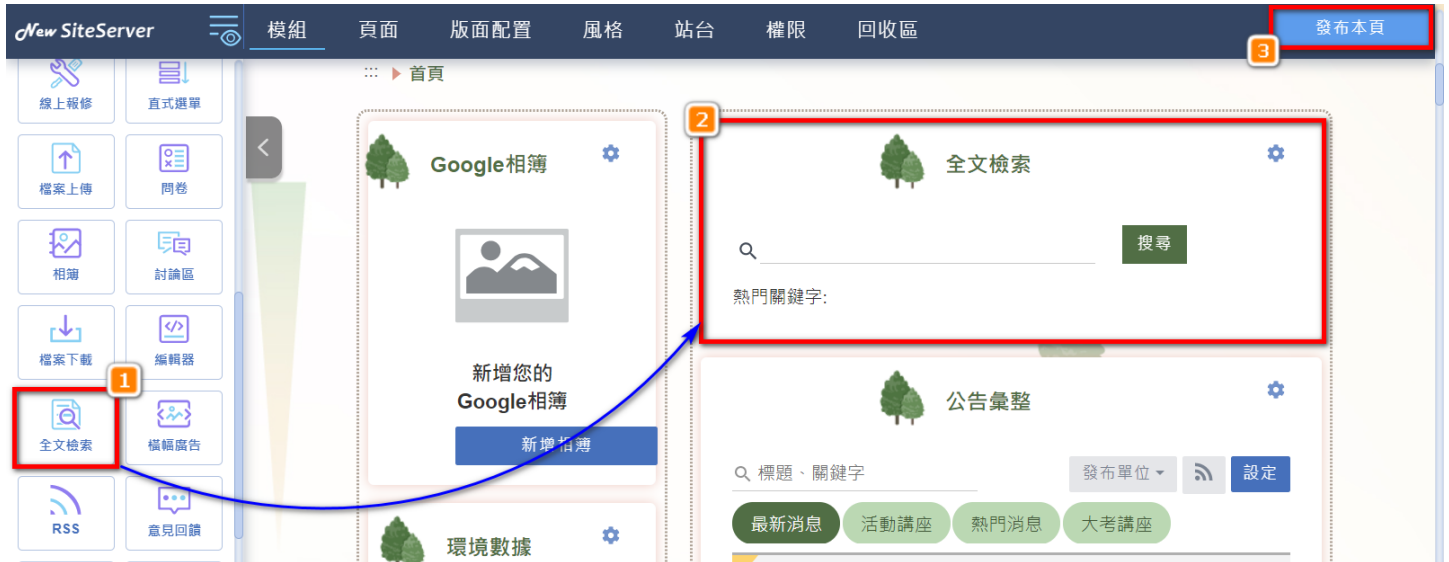 New SiteServer
模組 頁面 版面配置 風格 站台 權限 回收區
發布本頁
3
線上報修 直式選單
檔案上傳 問卷
相簿 討論區
檔案下載 編輯器
1
全文檢索 橫幅廣告
RSS 意見回饋
::: 首頁
Google相簿
新增您的
Google相簿
新增相簿
環境數據
2
全文檢索
搜尋
熱門關鍵字:
公告彙整
標題、關鍵字 發布單位 設定
最新消息 活動講座 熱門消息 大考講座